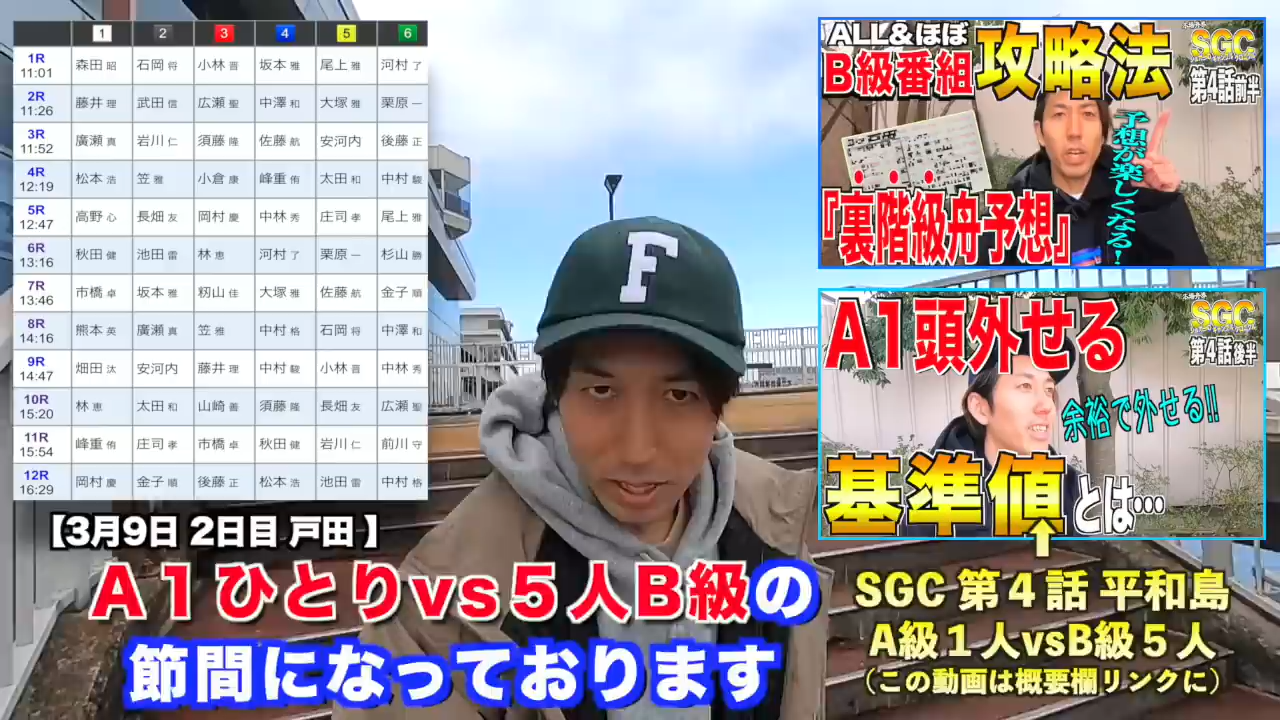 1 2 3 4 5 6
1R 11:01 森田 昭 石岡 将 小林 晋 坂本 雅 尾上 雅 河村 了
2R 11:26 藤井 理 武田 信 広瀬 聖 中澤 和 大塚 雅 栗原 一
3R 11:52 廣瀬 真 岩川 仁 須藤 隆 佐藤 航 安河内 後藤 正
4R 12:19 松本 浩 笠 雅 小倉 康 峰重 侑 太田 和 中村 駿
5R 12:47 高野 心 長畑 友 岡村 慶 中林 秀 庄司 孝 尾上 雅
6R 13:16 秋田 健 池田 雷 林 恵 河村 了 栗原 一 杉山 勝
7R 13:46 市橋 卓 坂本 雅 籾山 佳 大塚 雅 佐藤 航 金子 順
8R 14:16 熊本 英 廣瀬 真 笠 雅 中村 格 石岡 将 中澤 和
9R 14:47 畑田 汰 安河内 藤井 理 中村 駿 小林 晋 中林 秀
10R 15:20 林 恵 太田 和 山崎 善 須藤 隆 長畑 友 広瀬 聖
11R 15:54 峰重 侑 庄司 孝 市橋 卓 秋田 健 岩川 仁 前川 守
12R 16:29 岡村 慶 金子 順 後藤 正 松本 浩 池田 雷 中村 格
【3月9日 2日目 戸田 】
A1ひとりvs5人B級の
節間になっております
F
ALL&ほぼ
B級番組攻略法
SGC
第4話前半
予想が楽しくなる!
『裏階級舟予想』
A1頭外せる
SGC
第4話後半
余裕で外せる!!
基準値とは…
SGC 第4話 平和島
A級1人vsB級5人
(この動画は概要欄リンクに)